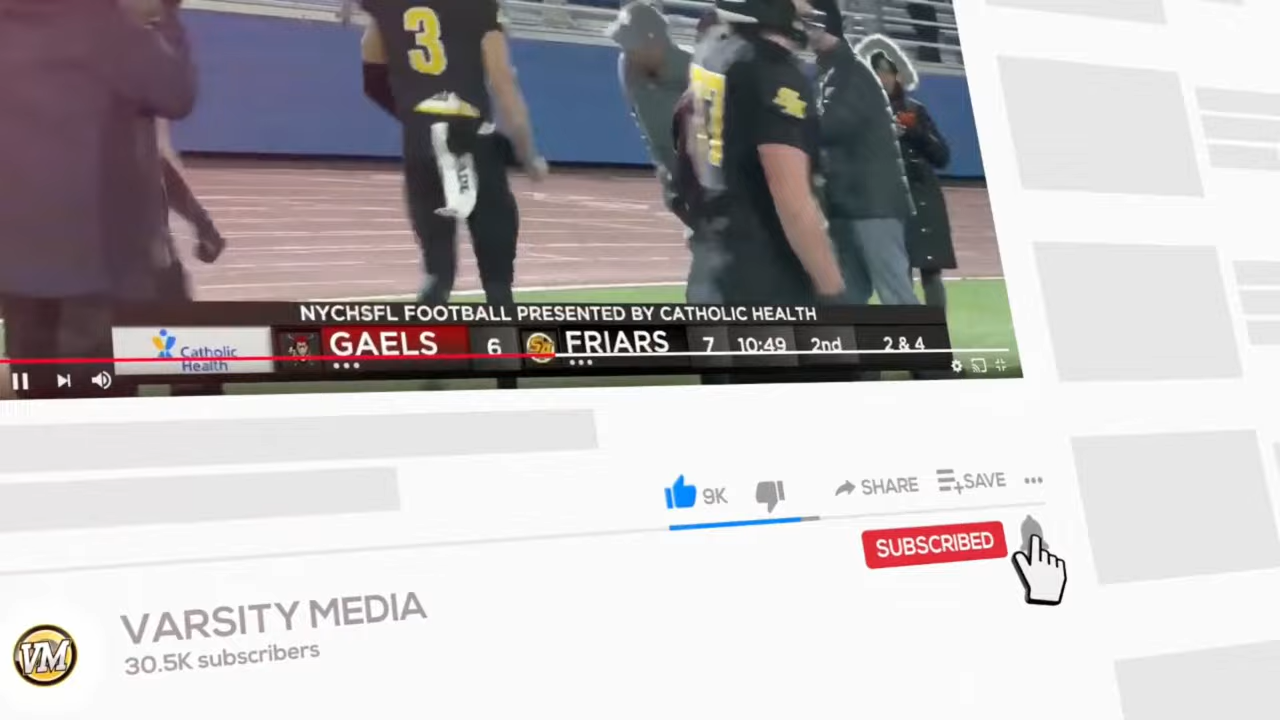 3
77
NYCHSFL FOOTBALL PRESENTED BY CATHOLIC HEALTH
Catholic Health
GAELS 6 FRIARS 7 10:49 2nd 2 & 4
9K SHARE SAVE
SUBSCRIBED
VARSITY MEDIA
VM
30.5K subscribers